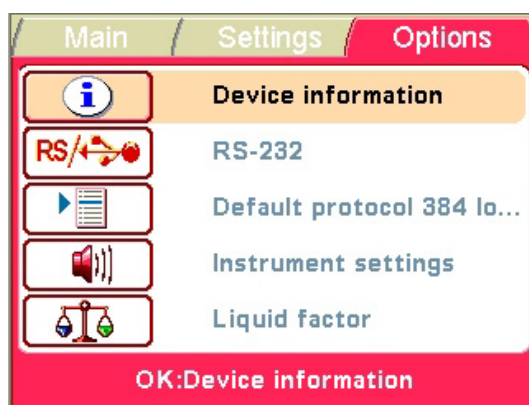 Main
Settings
Options
Device information
RS/
RS-232
Default protocol 384 lo...
Instrument settings
Liquid factor
OK:Device information